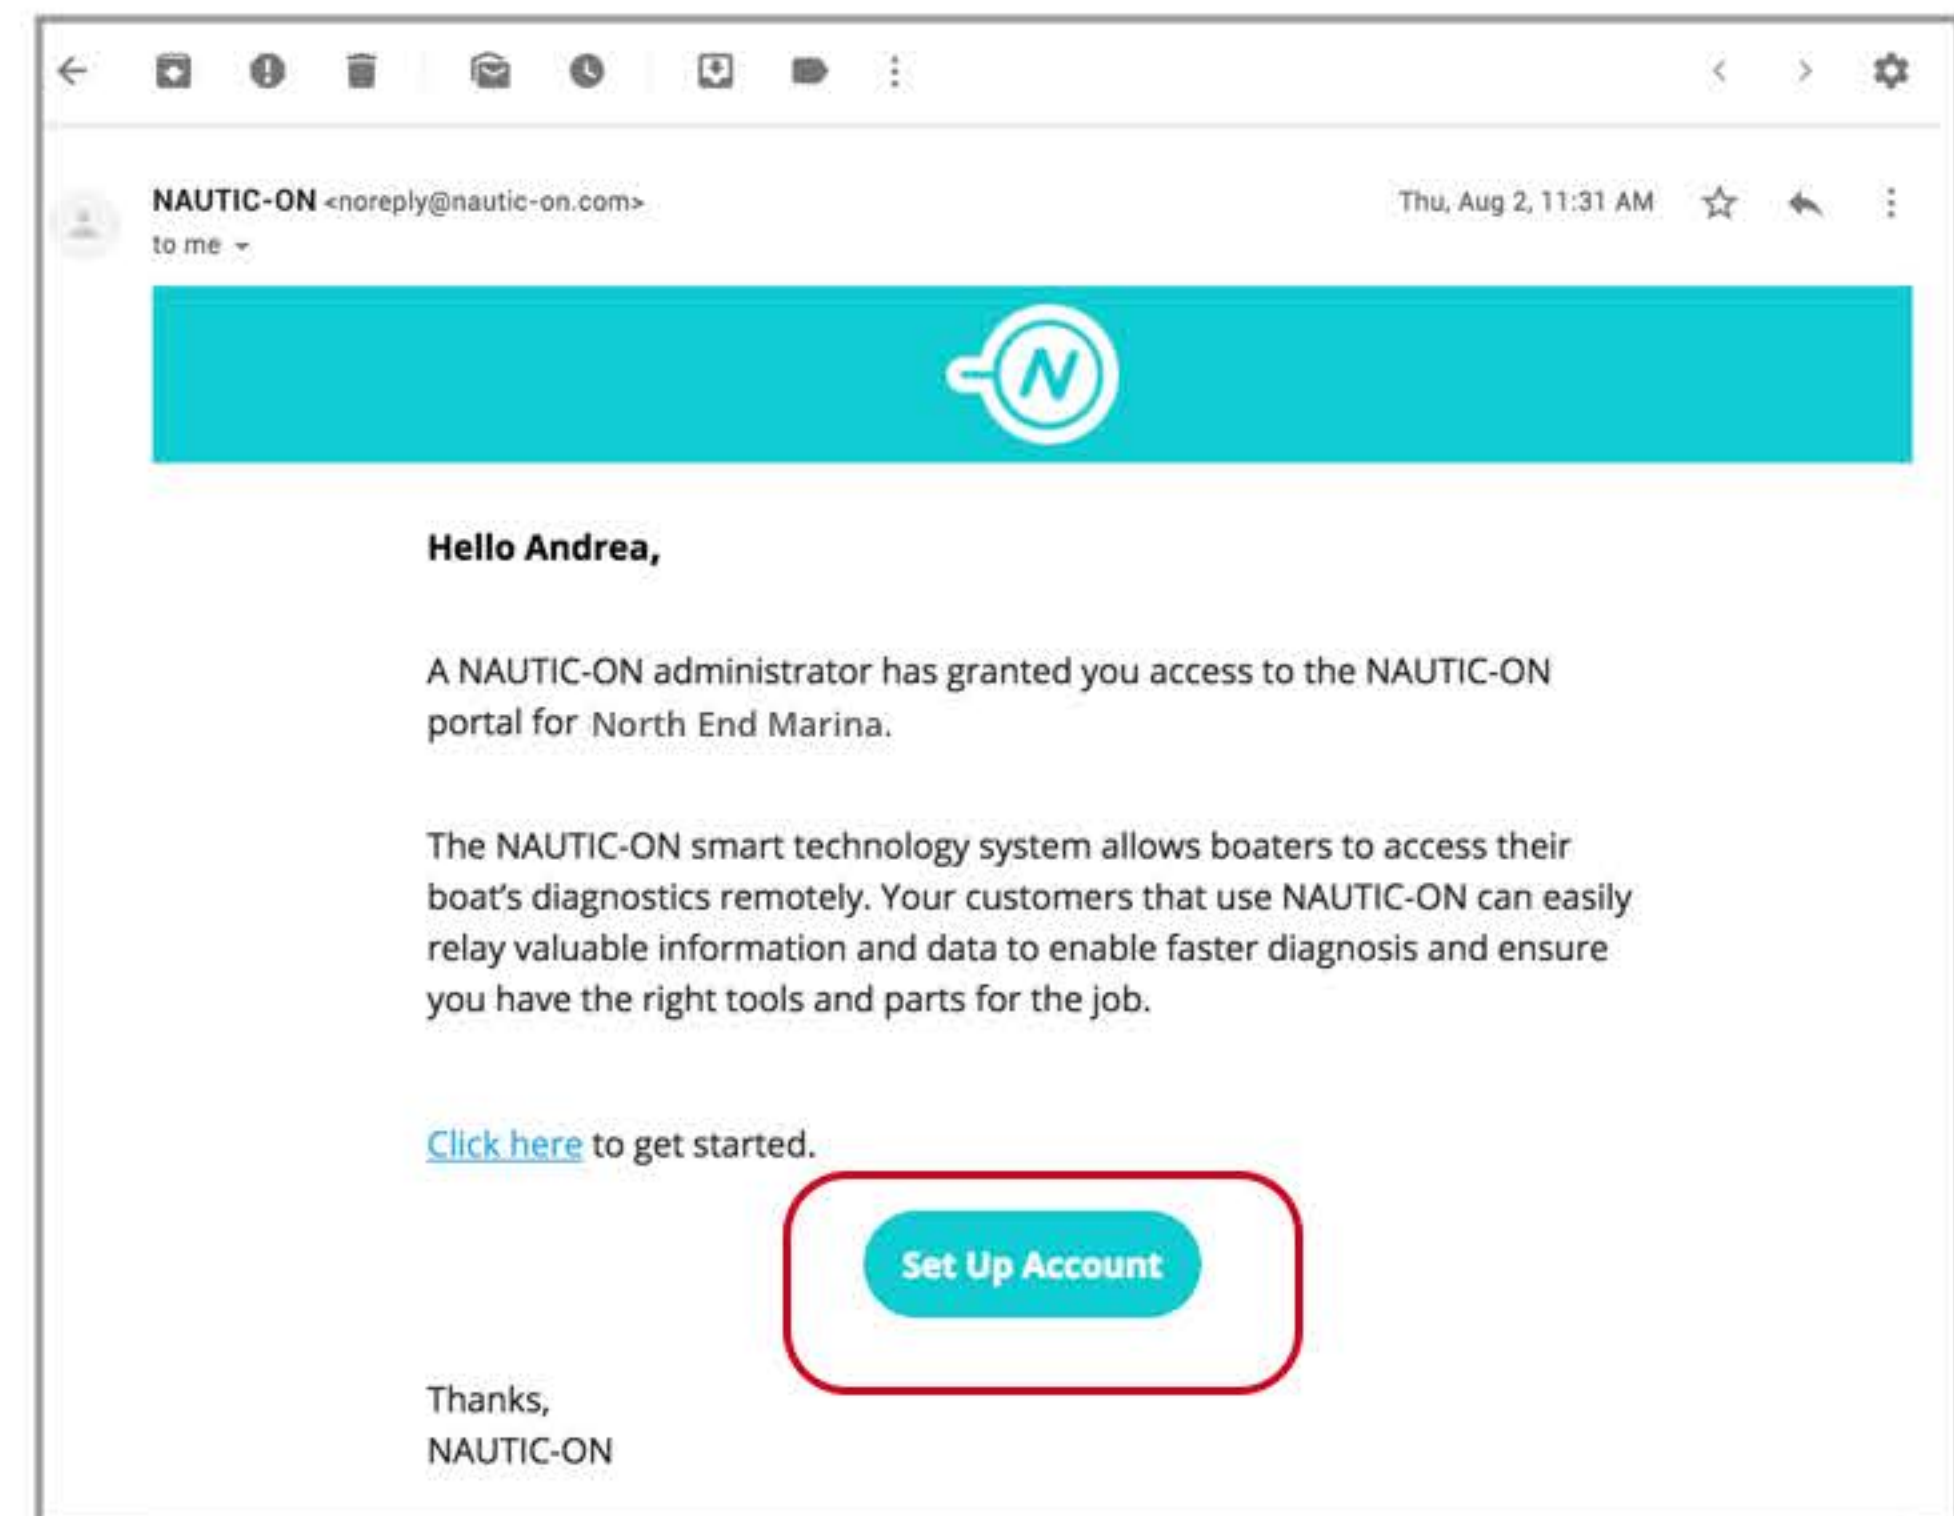 NAUTIC-ON <noreply@nautic-on.com>
Thu, Aug 2, 11:31 AM
to me
N
Hello Andrea,
A NAUTIC-ON administrator has granted you access to the NAUTIC-ON
portal for North End Marina.
The NAUTIC-ON smart technology system allows boaters to access their
boat's diagnostics remotely. Your customers that use NAUTIC-ON can easily
relay valuable information and data to enable faster diagnosis and ensure
you have the right tools and parts for the job.
Click here to get started.
Set Up Account
Thanks,
NAUTIC-ON